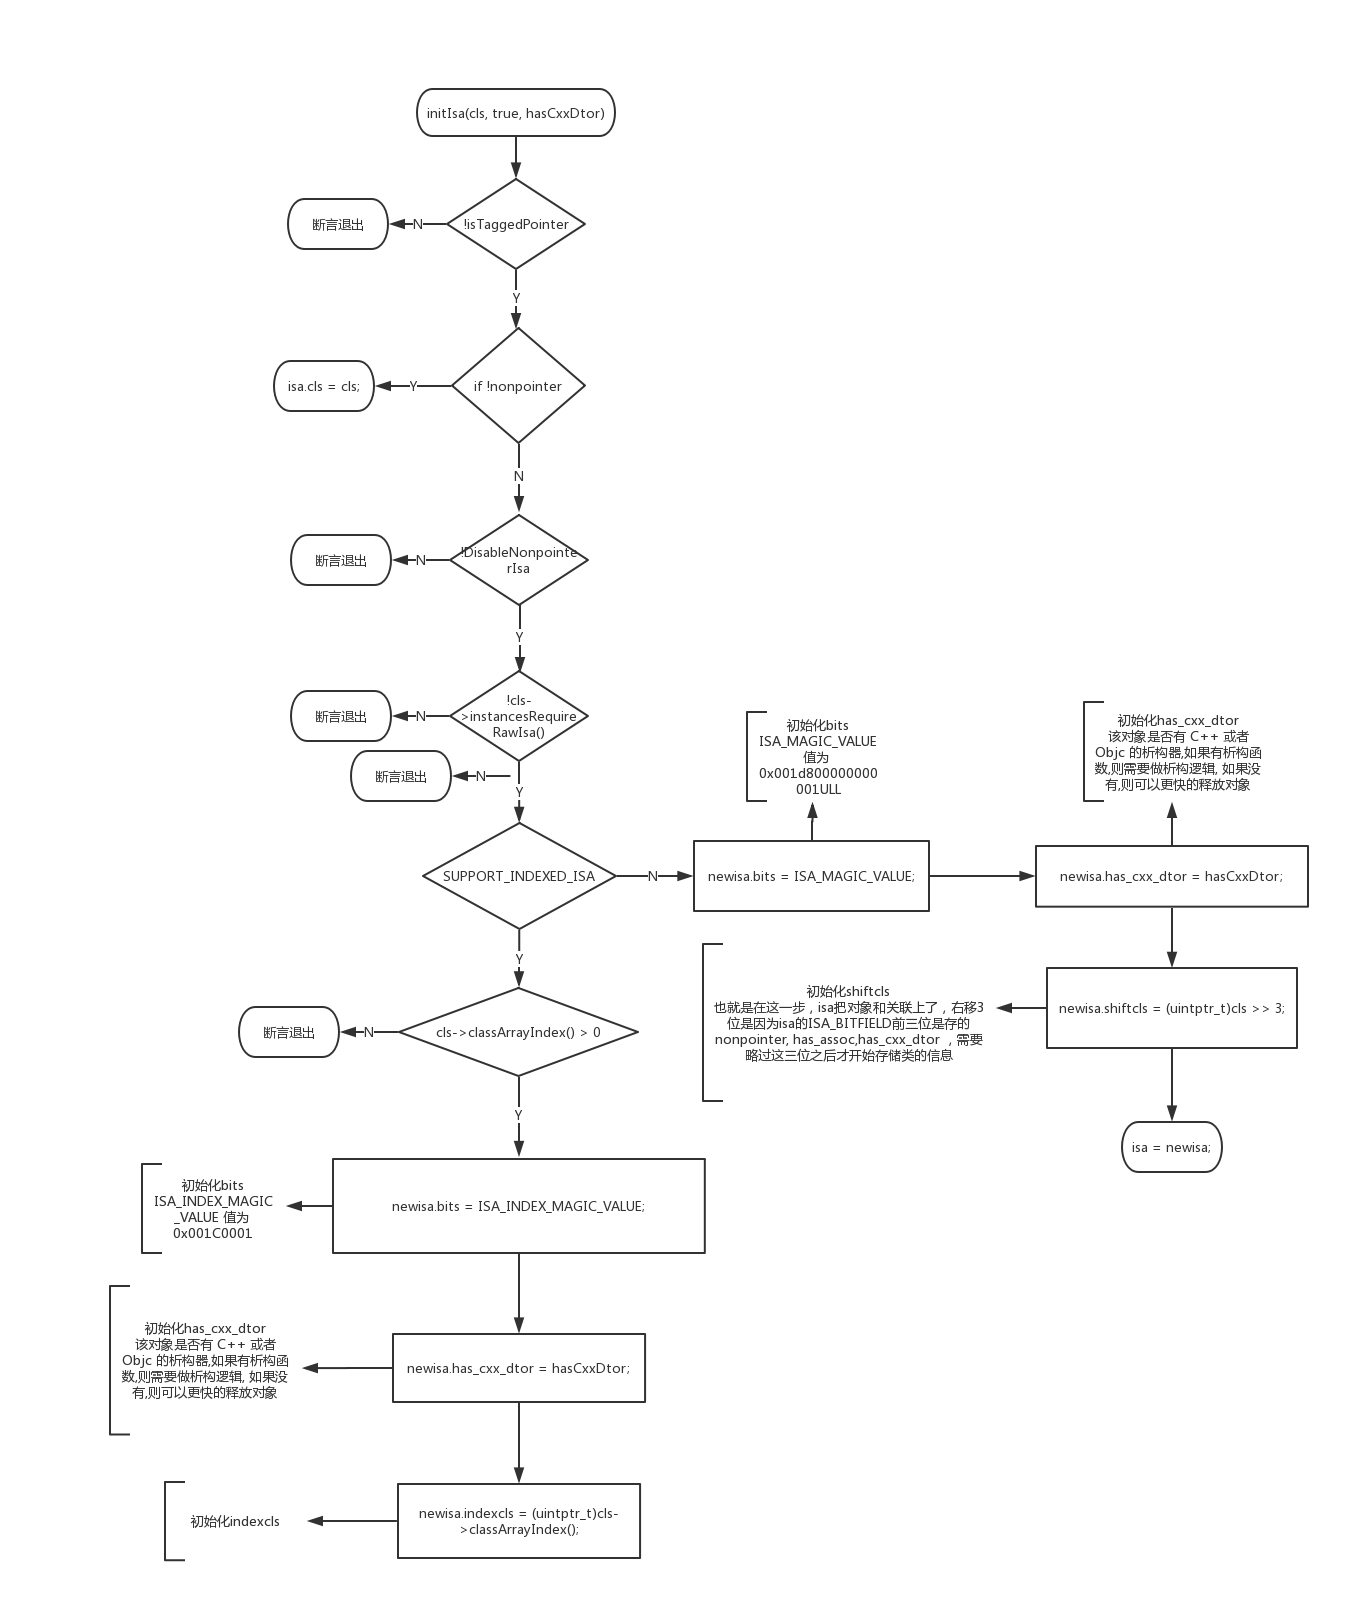 initIsa(cls, true, hasCxxDtor)
!isTaggedPointer
N
断言退出
Y
if !nonpointer
Y
isa.cls = cls;
N
!DisableNonpointe
rIsa
N
断言退出
Y
!cls-
>instancesRequire
RawIsa()
N
断言退出
N
断言退出
Y
SUPPORT_INDEXED_ISA
N
newisa.bits = ISA_MAGIC_VALUE;
初始化bits
ISA_MAGIC_VALUE
值为
0x001d800000000
001ULL
newisa.has_cxx_dtor = hasCxxDtor;
初始化has_cxx_dtor
该对象是否有 C++ 或者
Objc 的析构器,如果有析构函
数,则需要做析构逻辑, 如果没
有,则可以更快的释放对象
newisa.shiftcls = (uintptr_t)cls >> 3;
初始化shiftcls
也就是在这一步，isa把对象和关联上了，右移3
位是因为isa的ISA_BITFIELD前三位是存的
nonpointer, has_assoc,has_cxx_dtor ，需要
略过这三位之后才开始存储类的信息
isa = newisa;
Y
cls->classArrayIndex() > 0
N
断言退出
Y
newisa.bits = ISA_INDEX_MAGIC_VALUE;
初始化bits
ISA_INDEX_MAGIC
_VALUE 值为
0x001C0001
newisa.has_cxx_dtor = hasCxxDtor;
初始化has_cxx_dtor
该对象是否有 C++ 或者
Objc 的析构器,如果有析构函
数,则需要做析构逻辑, 如果没
有,则可以更快的释放对象
newisa.indexcls = (uintptr_t)cls-
>classArrayIndex();
初始化indexcls